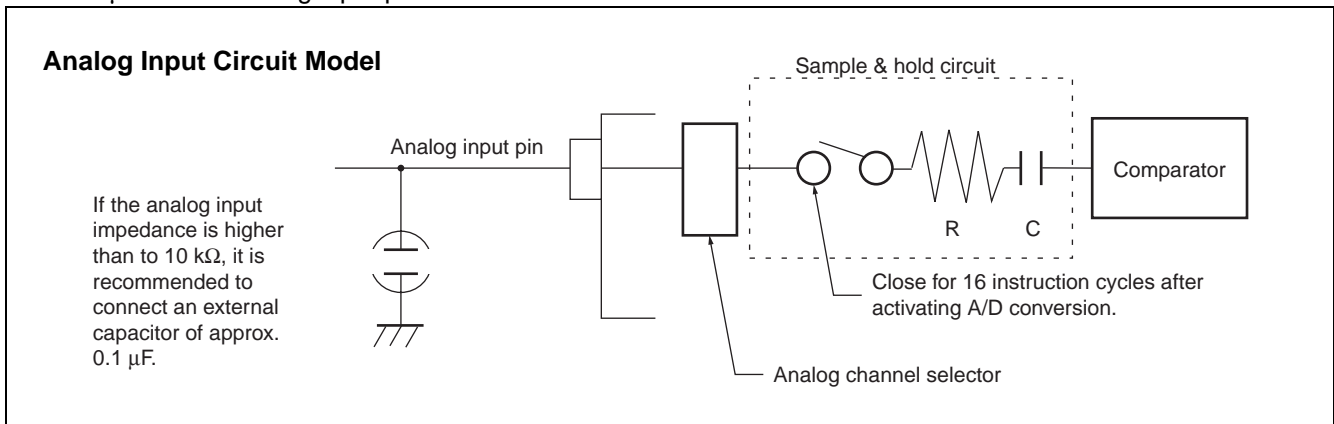 Analog Input Circuit Model
Sample & hold circuit
Analog input pin
Comparator
If the analog input
impedance is higher
than to 10 kΩ, it is
recommended to
connect an external
capacitor of approx.
0.1 µF.
R
C
Close for 16 instruction cycles after
activating A/D conversion.
Analog channel selector